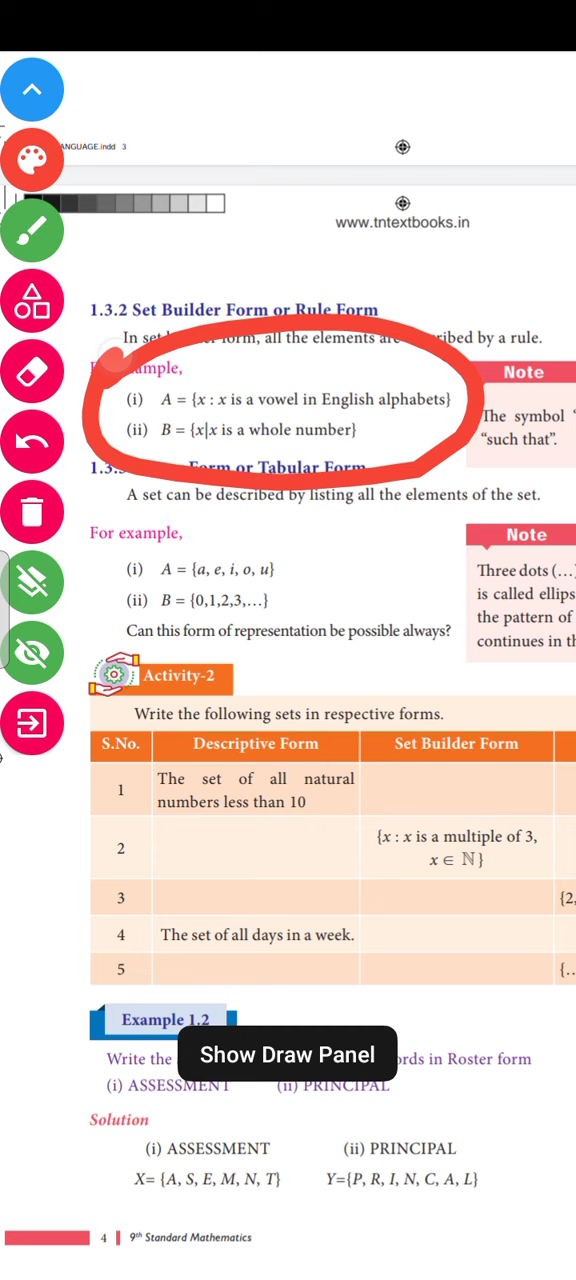 ANGUAGE.indd 3
www.tntextbooks.in
1.3.2 Set Builder Form or Rule Form
In set form, all the elements are by a rule.
(i) A = {x : x is a vowel in English alphabets}
(ii) B = {x|x is a whole number}
Note
The symbol ‘
“such that”.
Form or Tabular Form
A set can be described by listing all the elements of the set.
For example,
(i) A = {a, e, i, o, u}
(ii) B = {0,1,2,3,…}
Can this form of representation be possible always?
Note
Three dots (…)
is called ellips
the pattern of
continues in th
Activity-2
Write the following sets in respective forms.
S.No. Descriptive Form Set Builder Form
1 The set of all natural numbers less than 10
2 {x : x is a multiple of 3, x ∈ ℕ}
3 {2,
4 The set of all days in a week.
5 {…
Example 1.2
Show Draw Panel
Write the in Roster form
(i) ASSESSMENT (ii) PRINCIPAL
Solution
(i) ASSESSMENT (ii) PRINCIPAL
X= {A, S, E, M, N, T} Y={P, R, I, N, C, A, L}
4 9th Standard Mathematics